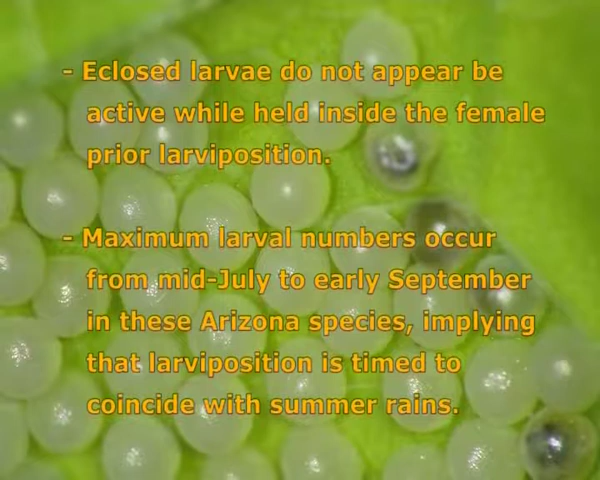 - Eclosed larvae do not appear be
active while held inside the female
prior larviposition.
- Maximum larval numbers occur
from mid-July to early September
in these Arizona species, implying
that larviposition is timed to
coincide with summer rains.